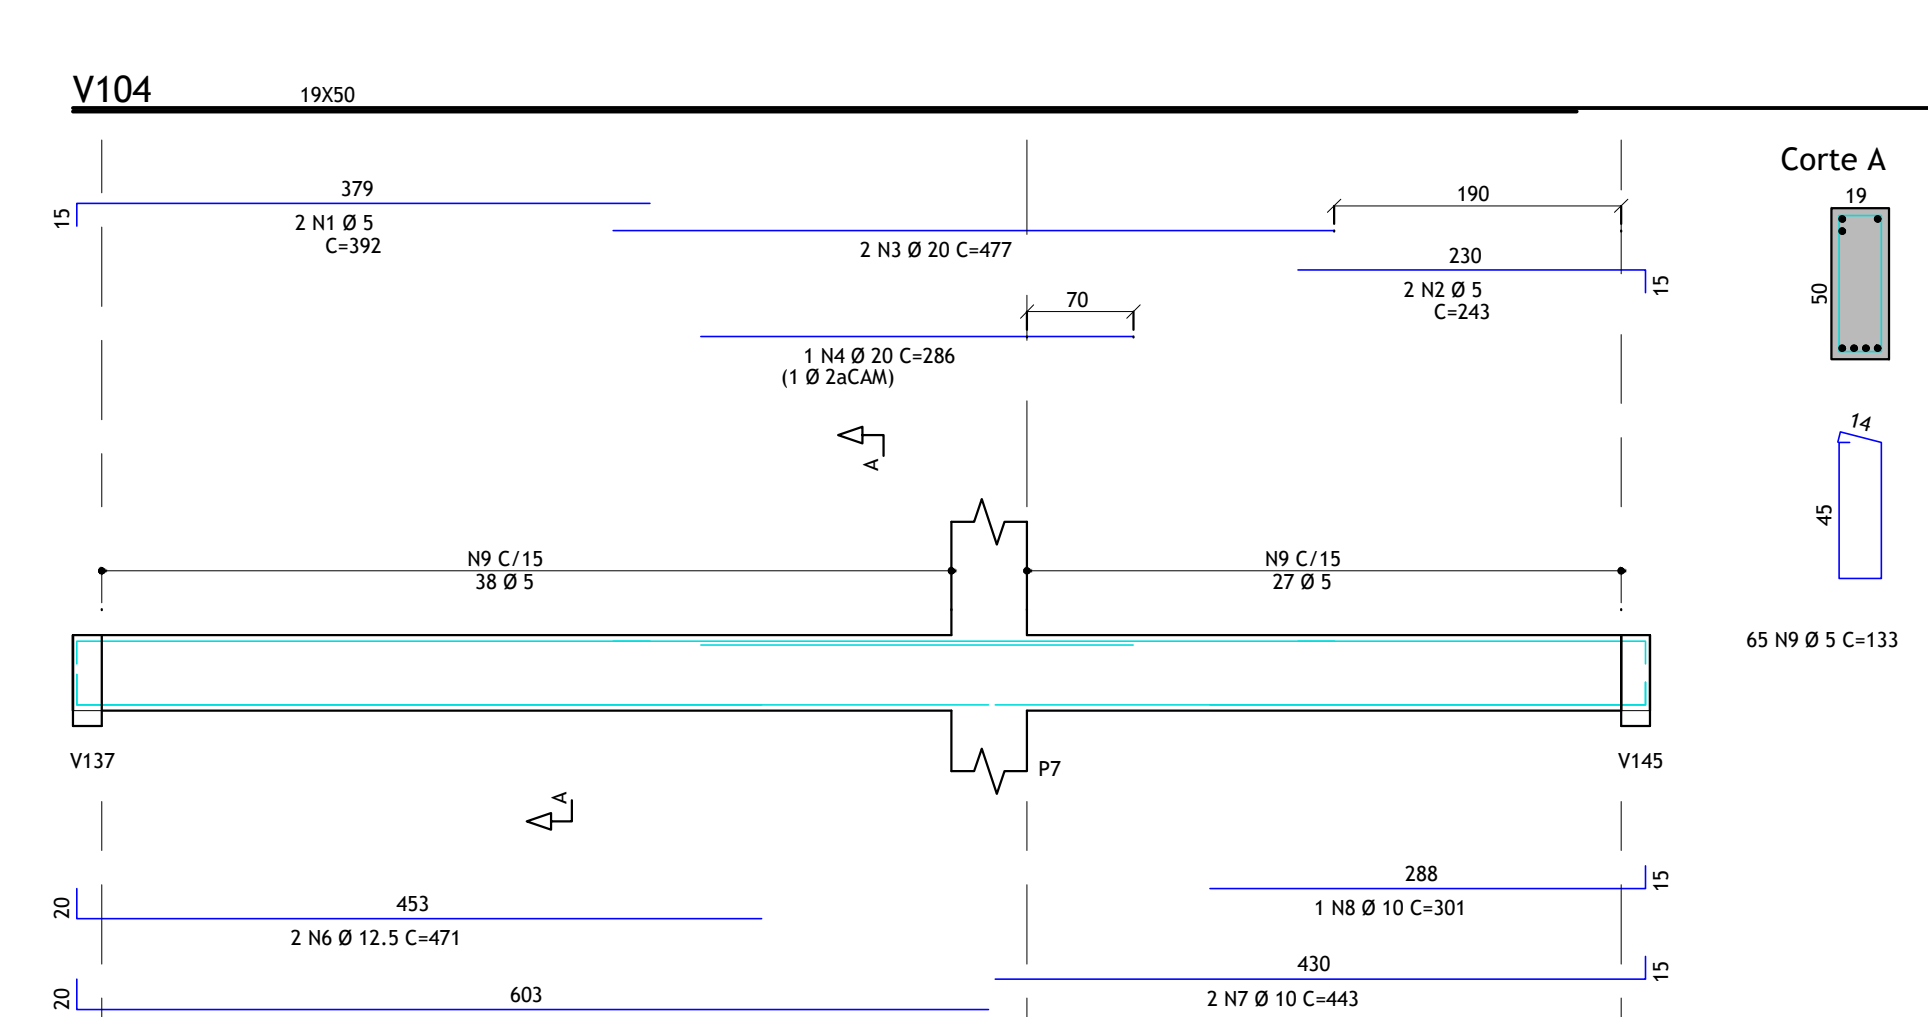 V104
19X50
Corte A
379
15
2 N1 Ø 5
C=392
190
2 N3 Ø 20 C=477
19
50
230
15
2 N2 Ø 5
C=243
70
1 N4 Ø 20 C=286
(1 Ø 2aCAM)
A
14
45
N9 C/15
38 Ø 5
N9 C/15
27 Ø 5
65 N9 Ø 5 C=133
V137
P7
V145
A
453
20
2 N6 Ø 12.5 C=471
288
15
1 N8 Ø 10 C=301
430
15
2 N7 Ø 10 C=443
603
20